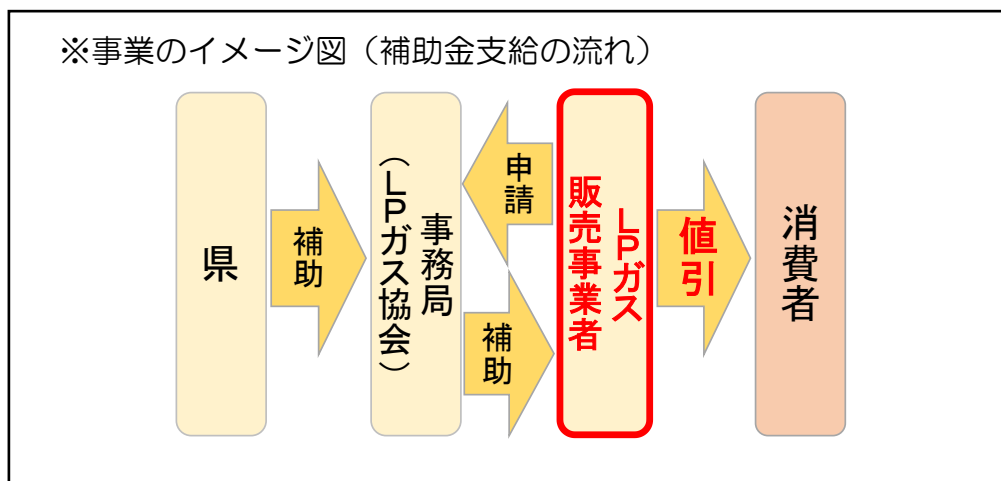 ※事業のイメージ図（補助金支給の流れ）
県
補助
事務局
（LPガス協会）
申請
補助
LPガス
販売事業者
値引
消費者